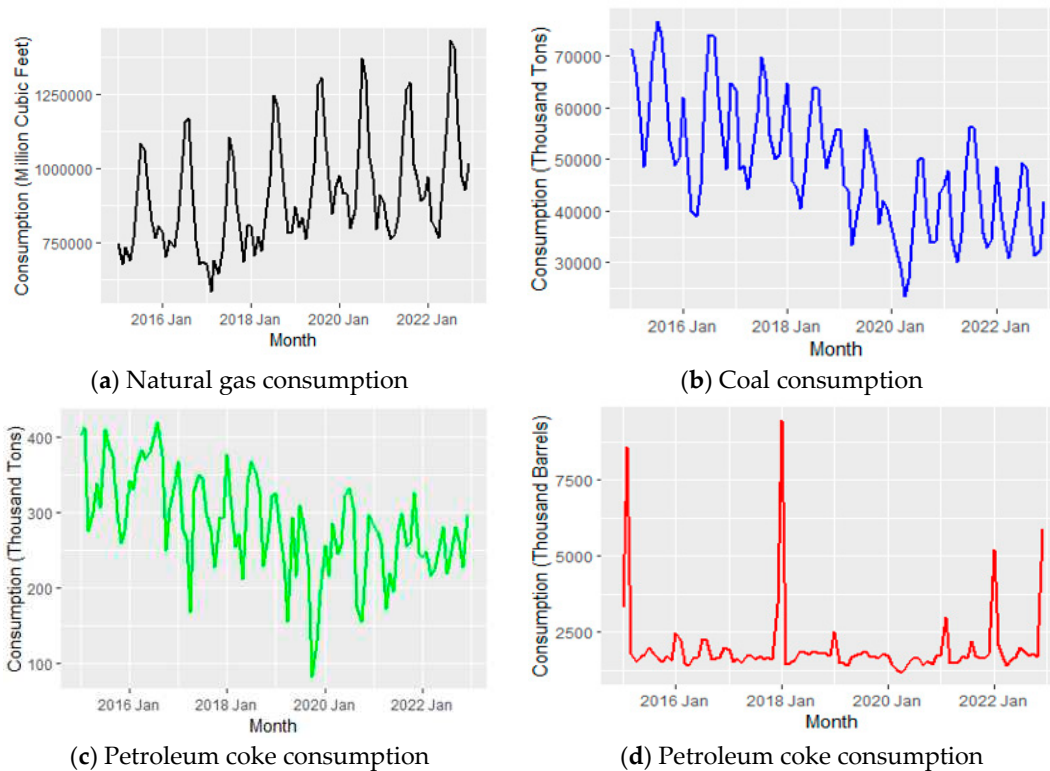 Consumption (Million Cubic Feet)
1250000
1000000
750000
2016 Jan 2018 Jan 2020 Jan 2022 Jan
Month
(a) Natural gas consumption
Consumption (Thousand Tons)
70000
60000
50000
40000
30000
2016 Jan 2018 Jan 2020 Jan 2022 Jan
Month
(b) Coal consumption
Consumption (Thousand Tons)
400
300
200
100
2016 Jan 2018 Jan 2020 Jan 2022 Jan
Month
(c) Petroleum coke consumption
Consumption (Thousand Barrels)
7500
5000
2500
2016 Jan 2018 Jan 2020 Jan 2022 Jan
Month
(d) Petroleum coke consumption